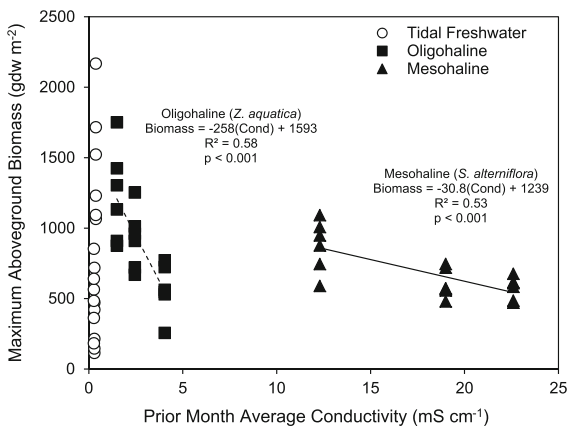 2500
2000
1500
1000
500
0
Maximum Aboveground Biomass (gdw m-2)
Tidal Freshwater
Oligohaline
Mesohaline
Oligohaline (Z. aquatica)
Biomass = -258(Cond) + 1593
R² = 0.58
p < 0.001
Mesohaline (S. alterniflora)
Biomass = -30.8(Cond) + 1239
R² = 0.53
p < 0.001
0 5 10 15 20 25
Prior Month Average Conductivity (mS cm-1)